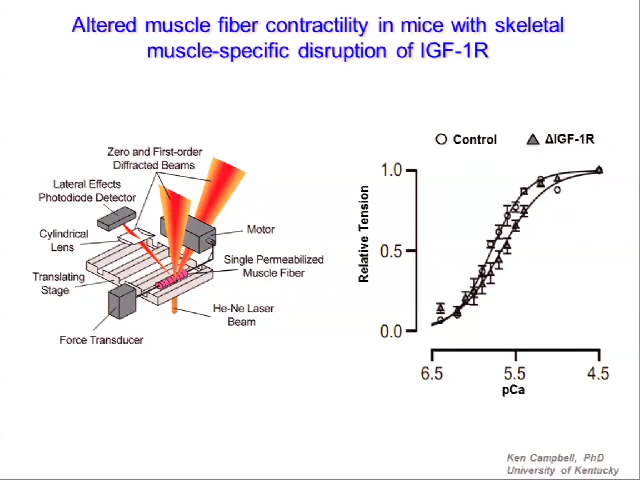 Altered muscle fiber contractility in mice with skeletal
muscle-specific disruption of IGF-1R
Zero and First-order
Diffracted Beams
Lateral Effects
Photodiode Detector
Cylindrical
Lens
Translating
Stage
Force Transducer
Motor
Single Permeabilized
Muscle Fiber
He-Ne Laser
Beam
Control
ΔIGF-1R
Relative Tension
1.0
0.5
0.0
6.5
5.5
4.5
pCa
Ken Campbell, PhD
University of Kentucky